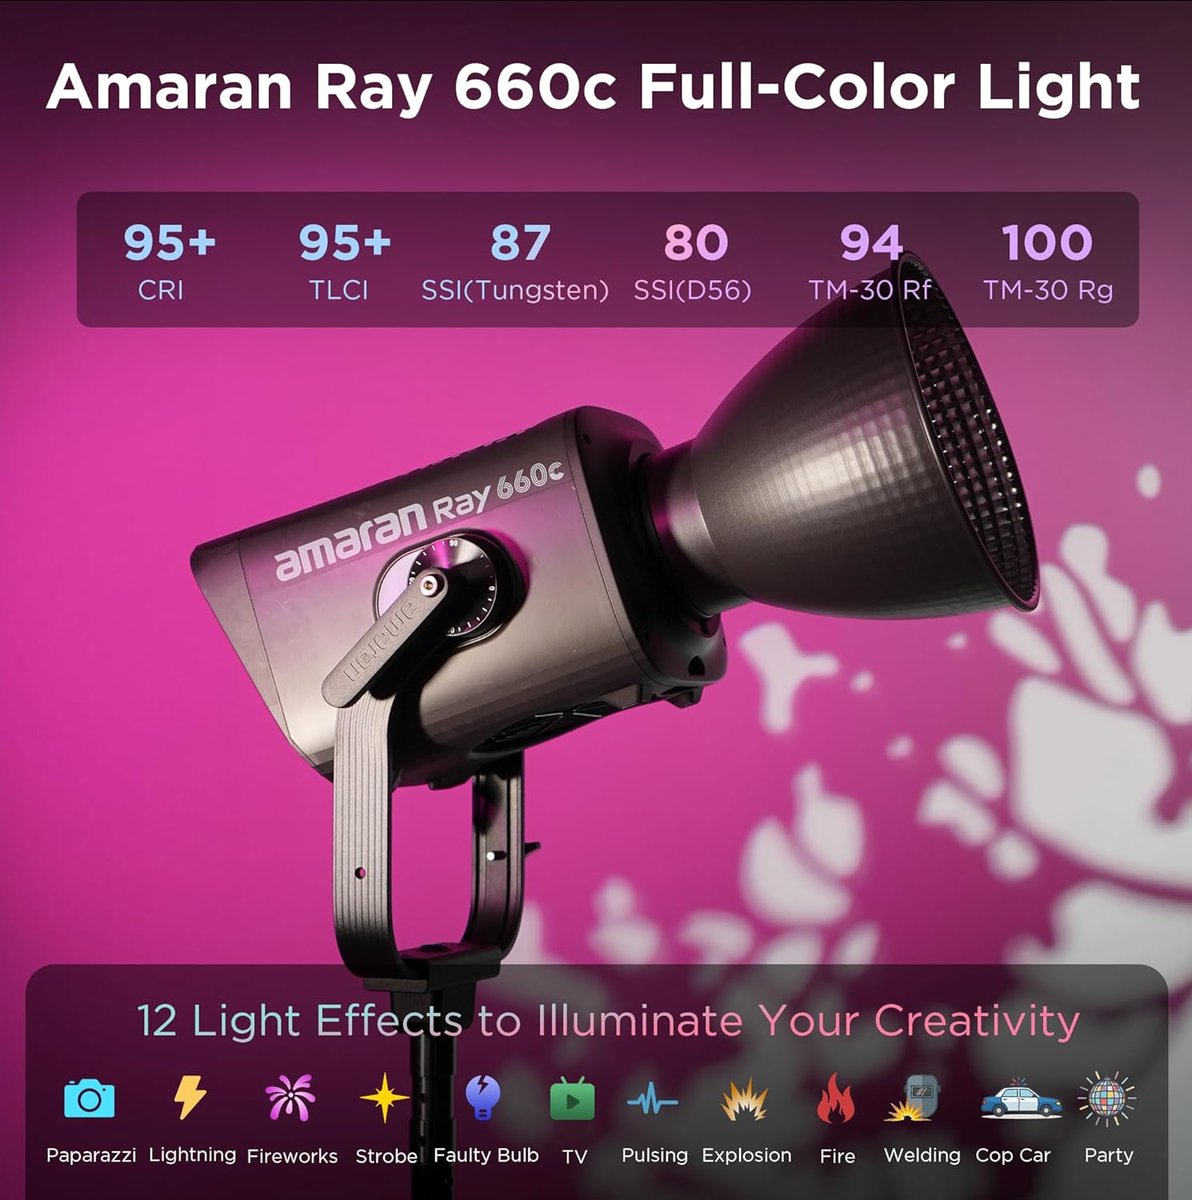 Amaran Ray 660c Full-Color Light
95+ 95+ 87 80 94 100
CRI TLCI SSI(Tungsten) SSI(D56) TM-30 Rf TM-30 Rg
amaran Ray 660c
90
0
amaran
12 Light Effects to Illuminate Your Creativity
Paparazzi Lightning Fireworks Strobe Faulty Bulb TV Pulsing Explosion Fire Welding Cop Car Party